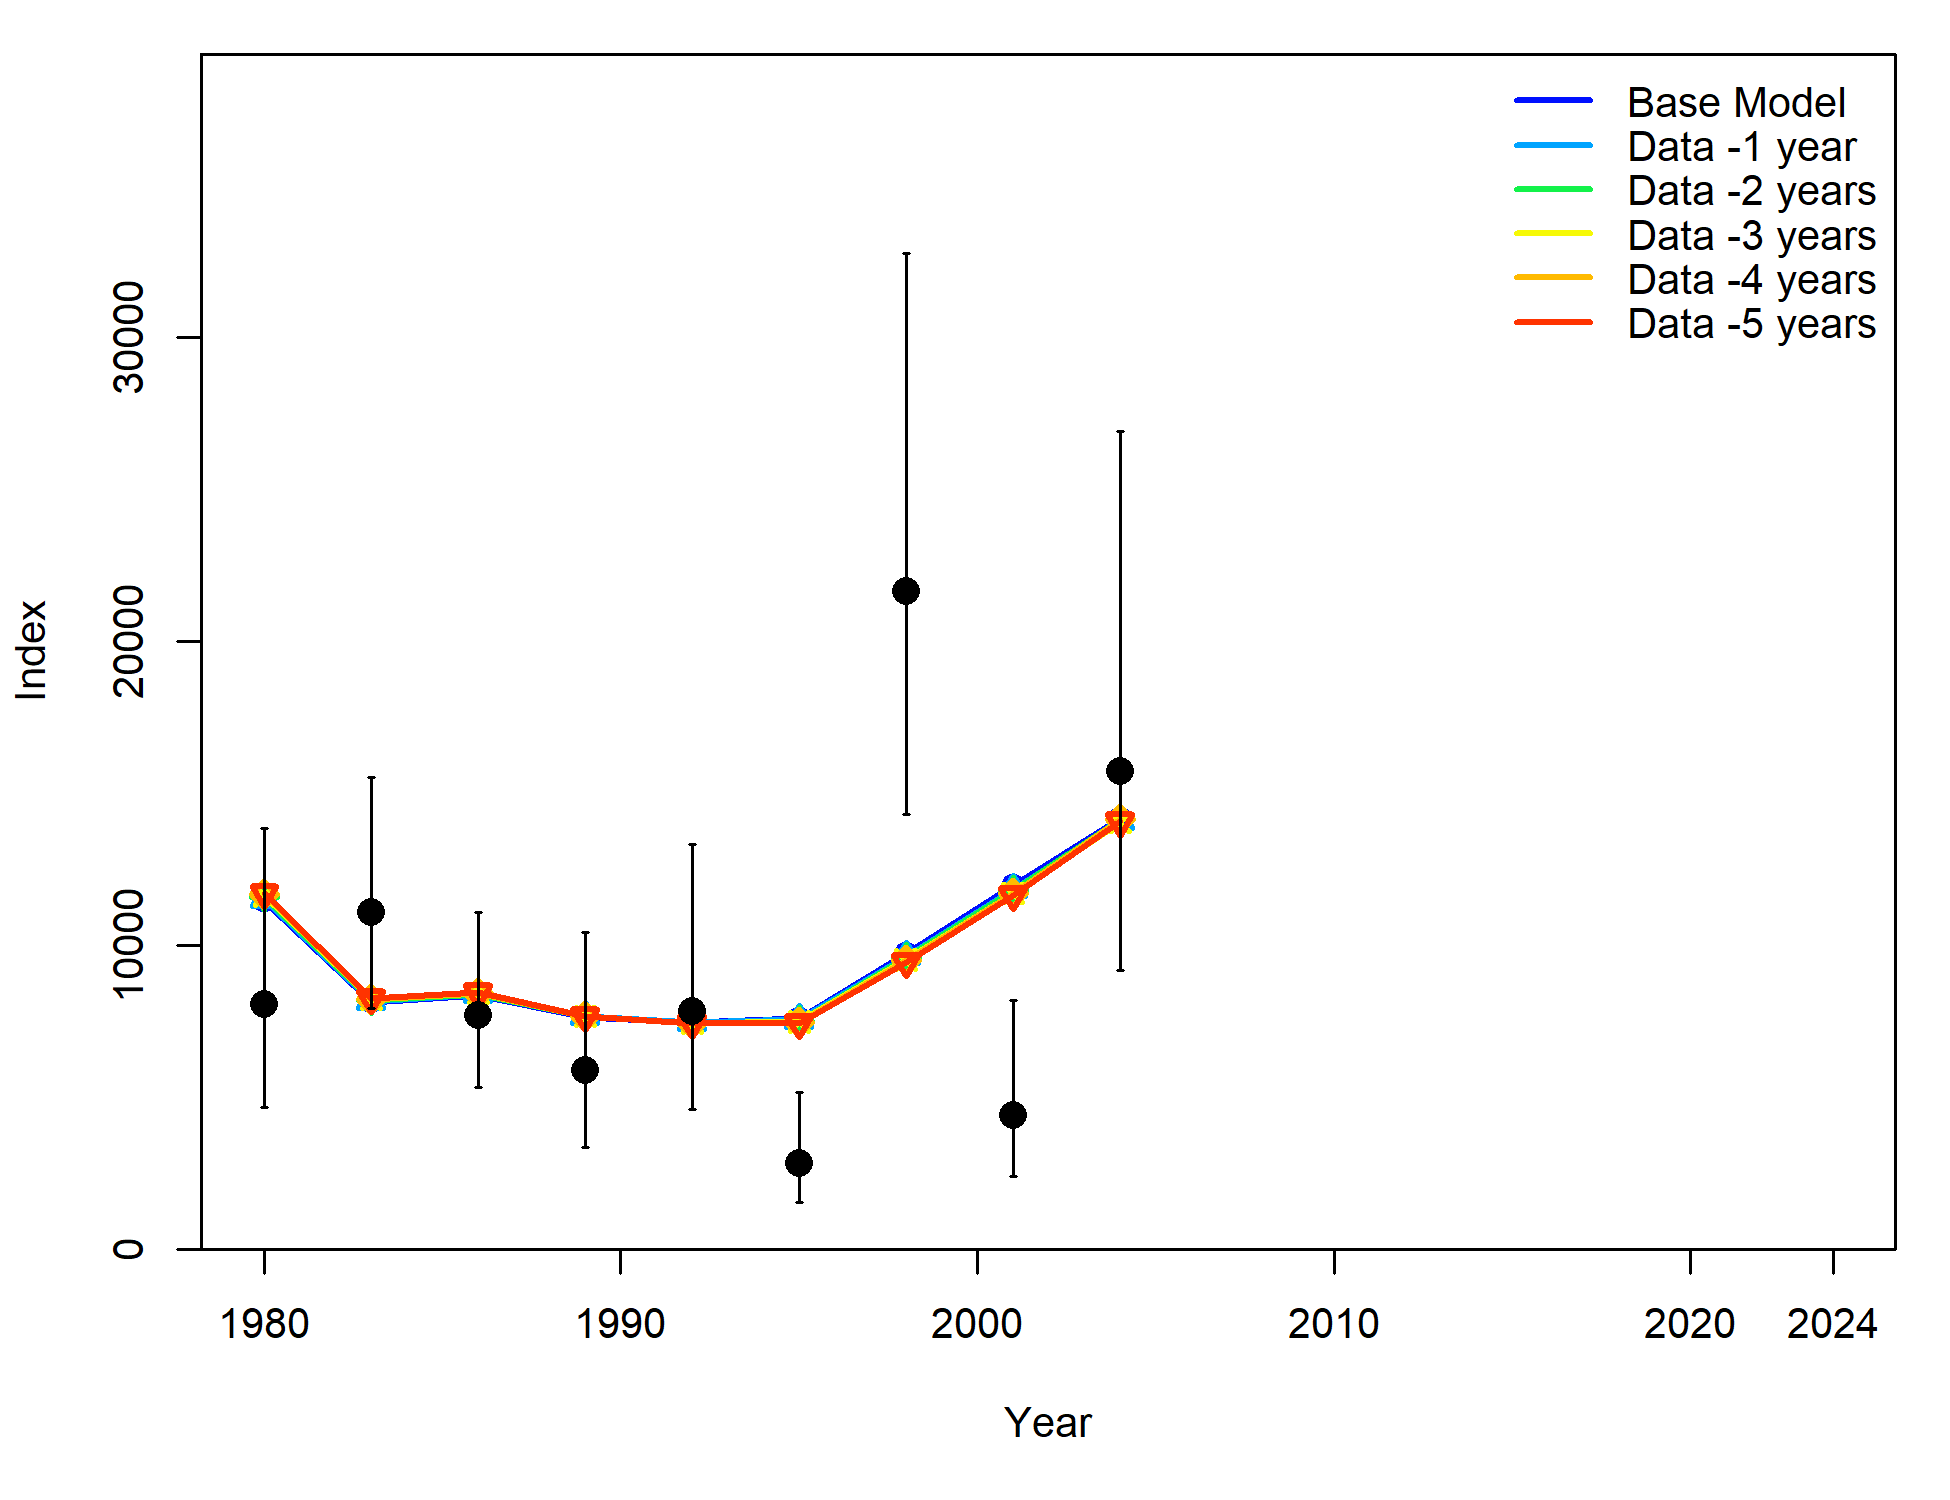 Base Model
Data -1 year
Data -2 years
Data -3 years
Data -4 years
Data -5 years
30000
20000
10000
0
Index
1980 1990 2000 2010 2020 2024
Year